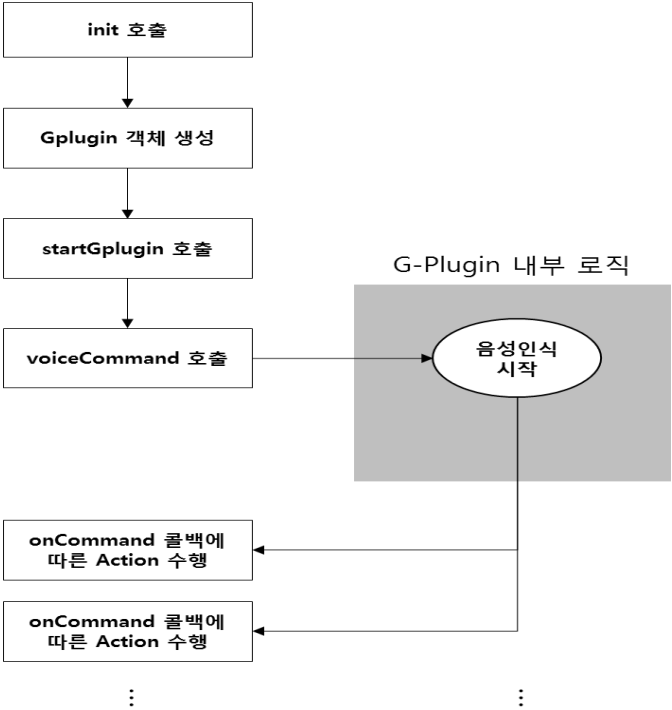 init 호출
Gplugin 객체 생성
startGplugin 호출
G-Plugin 내부 로직
voiceCommand 호출
음성인식
시작
onCommand 콜백에
따른 Action 수행
onCommand 콜백에
따른 Action 수행
⋮ ⋮